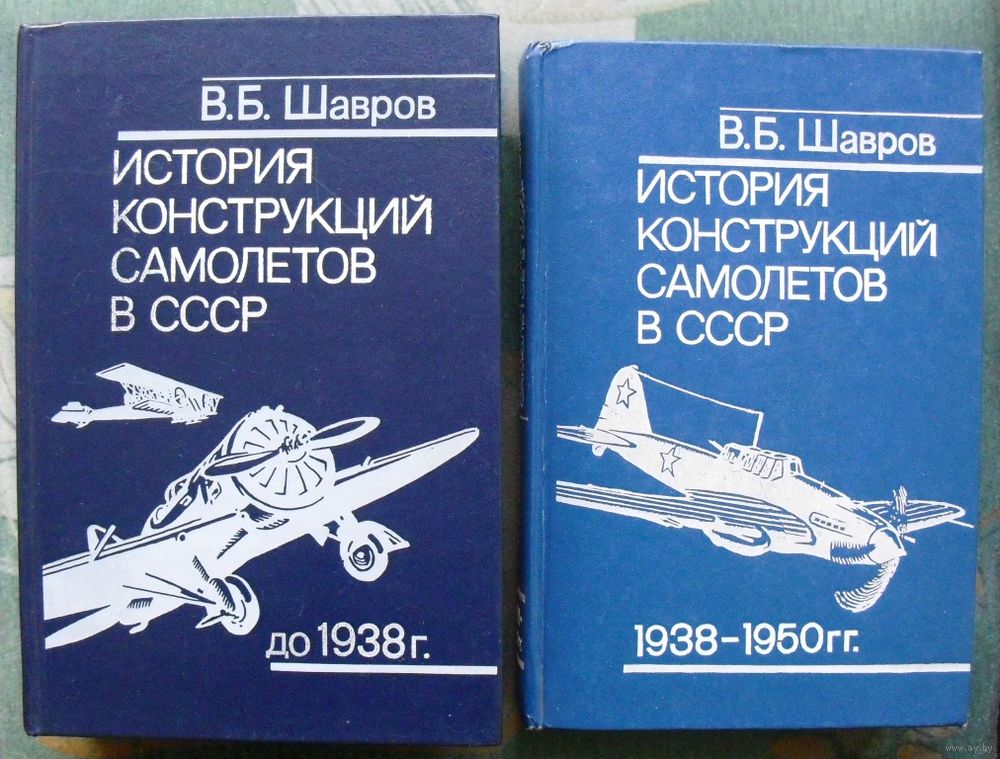 В.Б. Шавров
ИСТОРИЯ
КОНСТРУКЦИЙ
САМОЛЕТОВ
В СССР
до 1938 г.
В.Б. Шавров
ИСТОРИЯ
КОНСТРУКЦИЙ
САМОЛЕТОВ
В СССР
1938-1950 гг.
www.ay.by